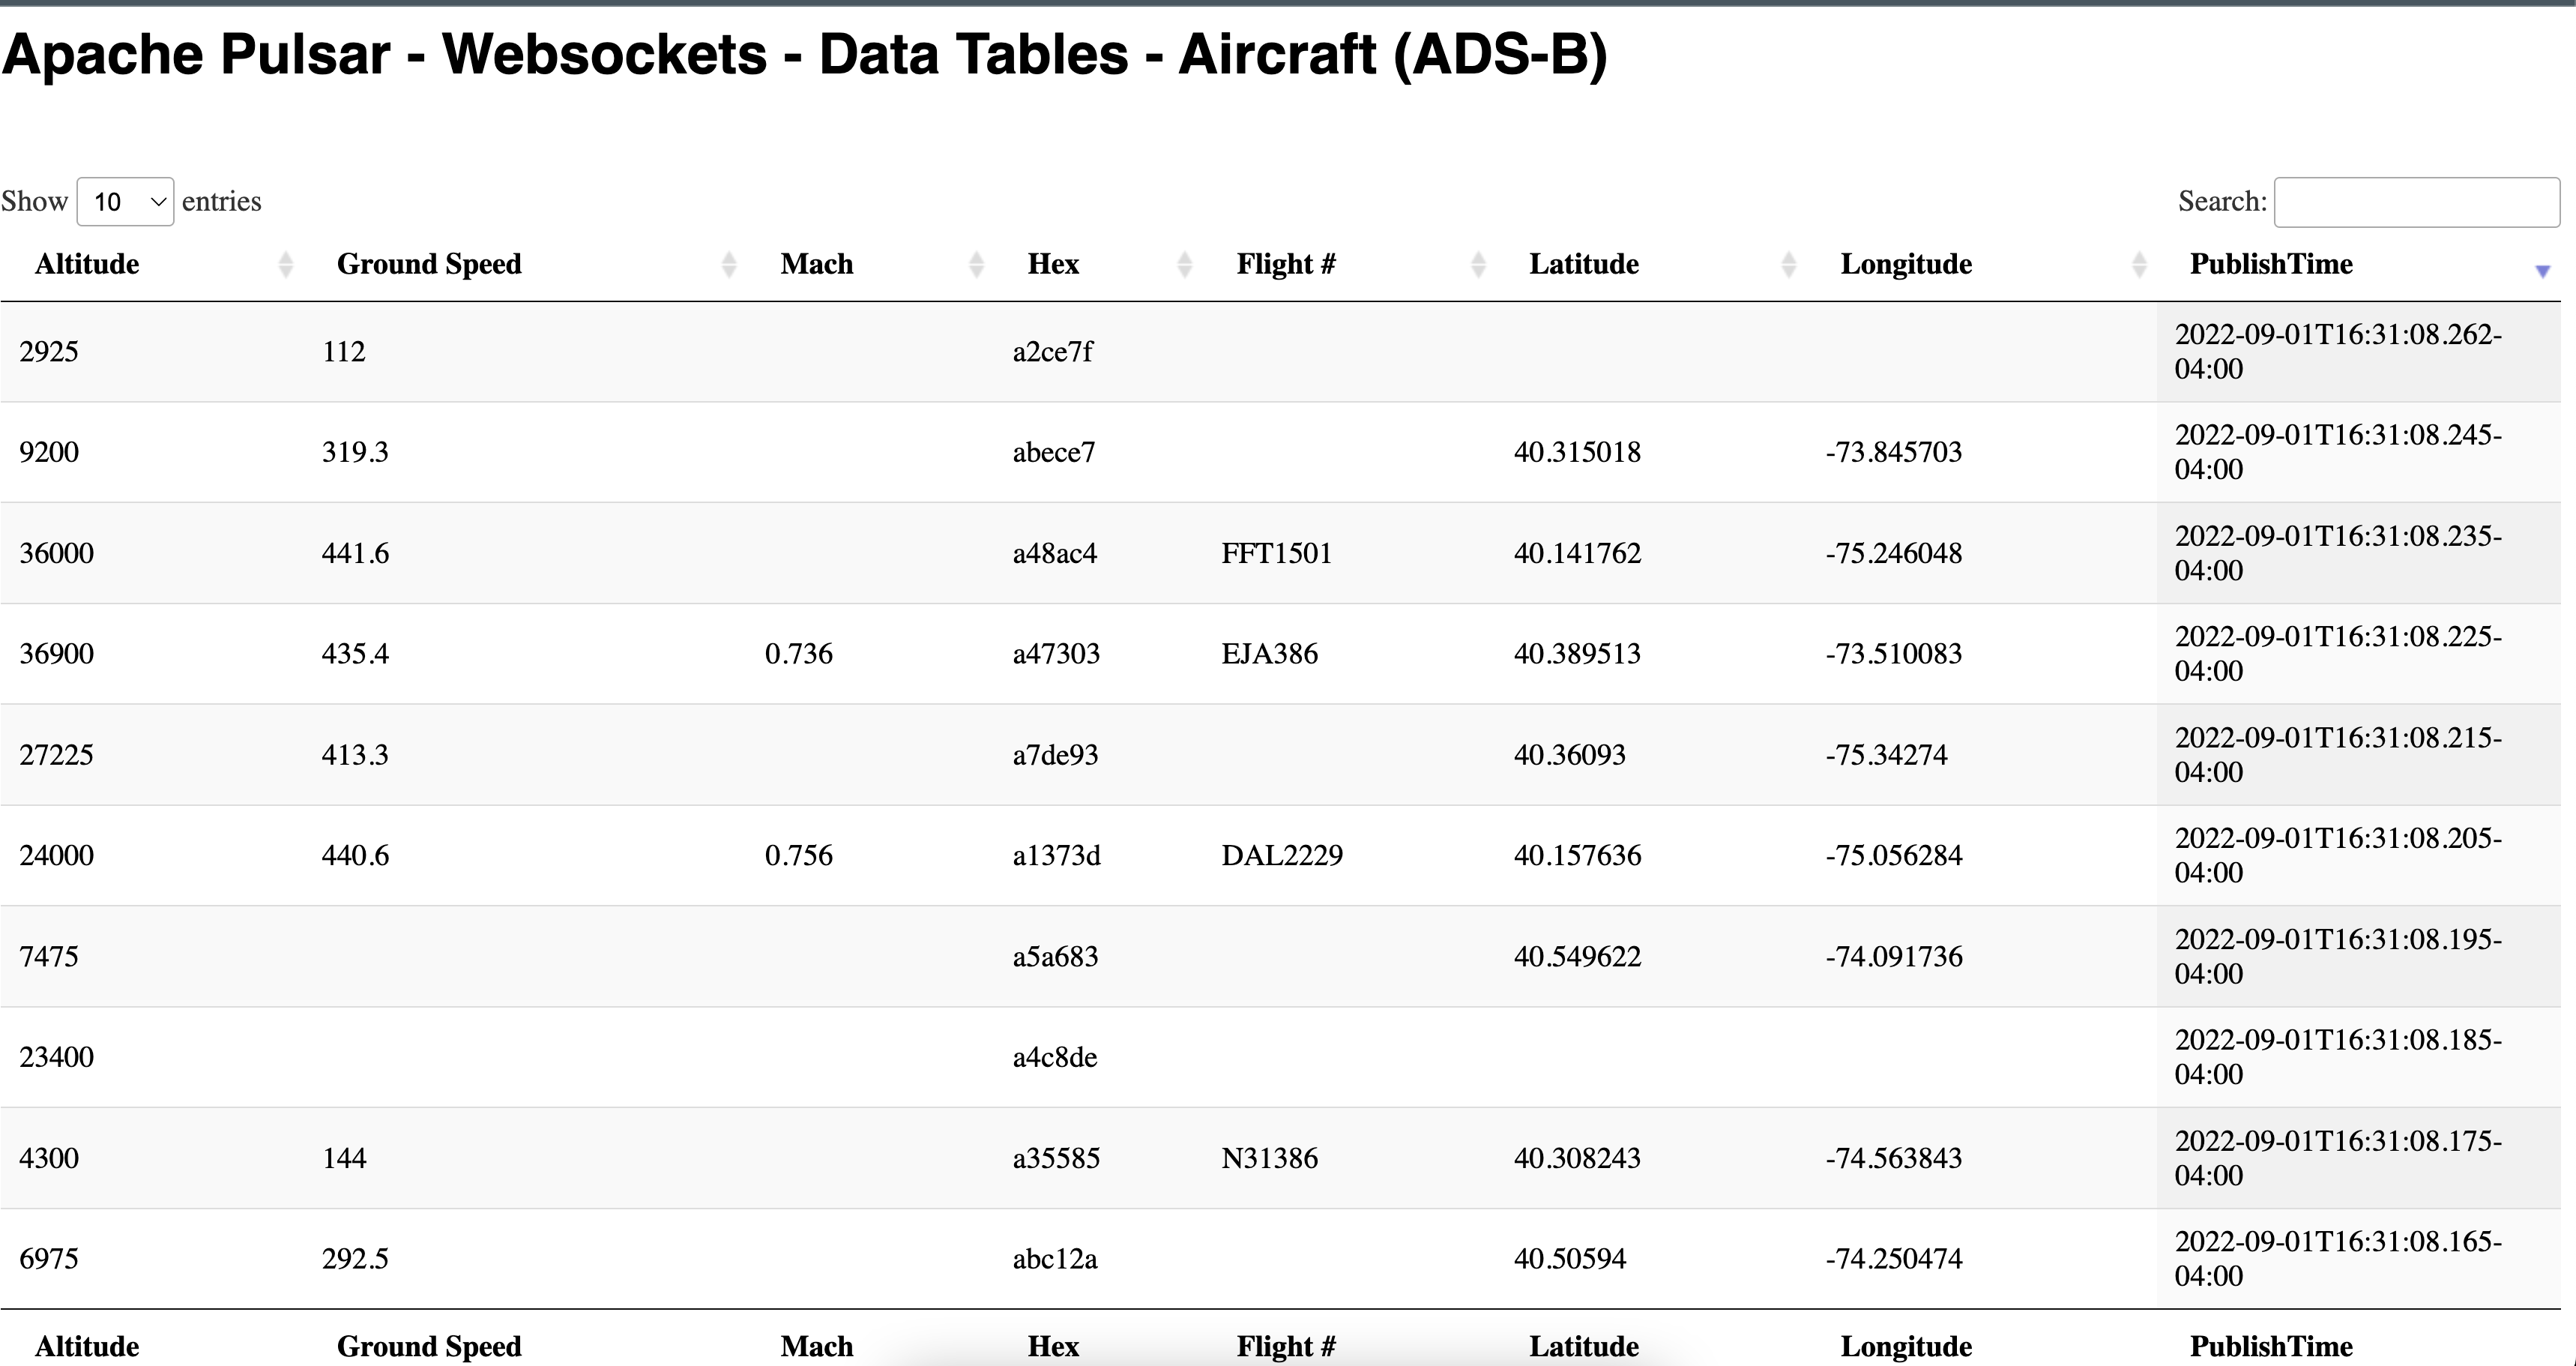 Apache Pulsar - Websockets - Data Tables - Aircraft (ADS-B)
Show 10 entries Search:
Altitude Ground Speed Mach Hex Flight # Latitude Longitude PublishTime
2925 112 a2ce7f 2022-09-01T16:31:08.262-
04:00
9200 319.3 abece7 40.315018 -73.845703 2022-09-01T16:31:08.245-
04:00
36000 441.6 a48ac4 FFT1501 40.141762 -75.246048 2022-09-01T16:31:08.235-
04:00
36900 435.4 0.736 a47303 EJA386 40.389513 -73.510083 2022-09-01T16:31:08.225-
04:00
27225 413.3 a7de93 40.36093 -75.34274 2022-09-01T16:31:08.215-
04:00
24000 440.6 0.756 a1373d DAL2229 40.157636 -75.056284 2022-09-01T16:31:08.205-
04:00
7475 a5a683 40.549622 -74.091736 2022-09-01T16:31:08.195-
04:00
23400 a4c8de 2022-09-01T16:31:08.185-
04:00
4300 144 a35585 N31386 40.308243 -74.563843 2022-09-01T16:31:08.175-
04:00
6975 292.5 abc12a 40.50594 -74.250474 2022-09-01T16:31:08.165-
04:00
Altitude Ground Speed Mach Hex Flight # Latitude Longitude PublishTime